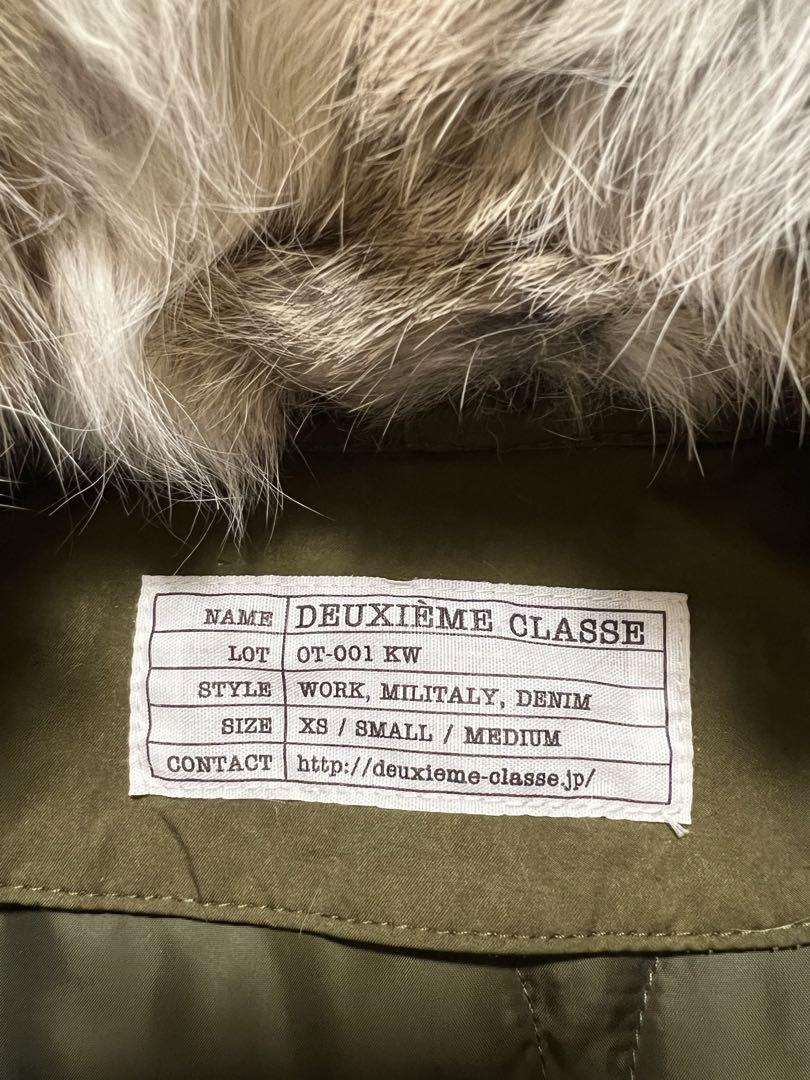 NAME DEUXIÈME CLASSE
LOT OT-001 KW
STYLE WORK, MILITALY, DENIM
SIZE XS / SMALL / MEDIUM
CONTACT http://deuxieme-classe.jp/